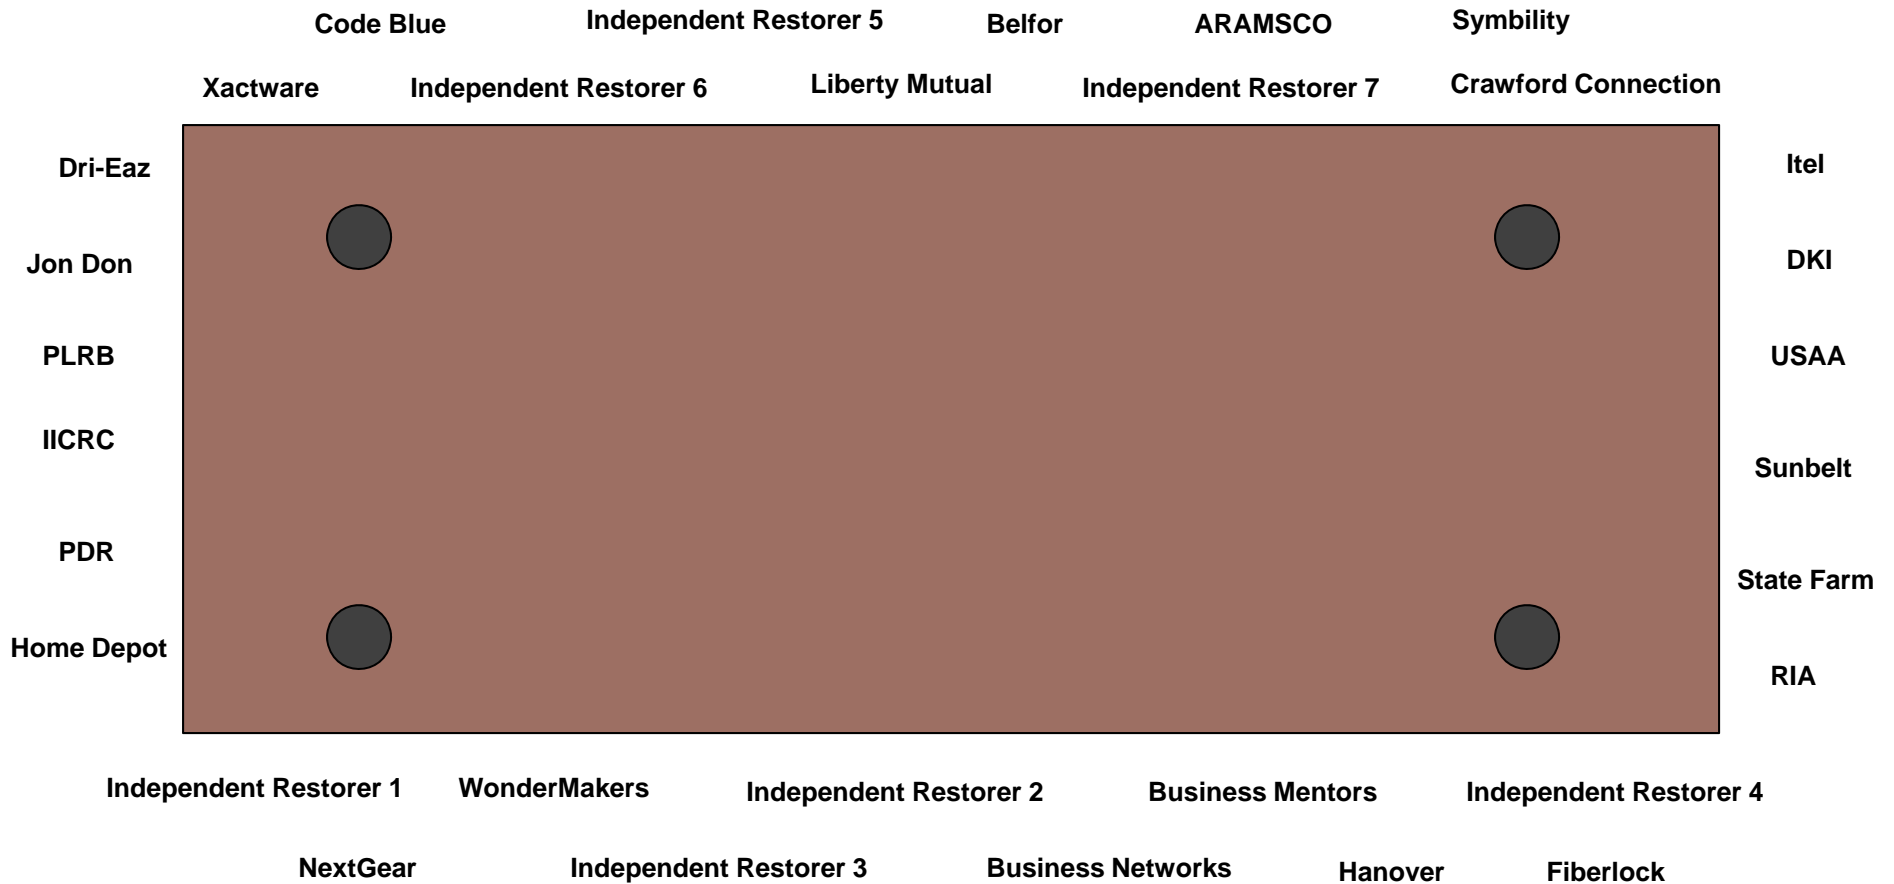 Code Blue
Independent Restorer 5
Belfor
ARAMSCO
Symbility
Xactware
Independent Restorer 6
Liberty Mutual
Independent Restorer 7
Crawford Connection
Dri-Eaz
Itel
Jon Don
DKI
PLRB
USAA
IICRC
Sunbelt
PDR
State Farm
Home Depot
RIA
Independent Restorer 1
WonderMakers
Independent Restorer 2
Business Mentors
Independent Restorer 4
NextGear
Independent Restorer 3
Business Networks
Hanover
Fiberlock